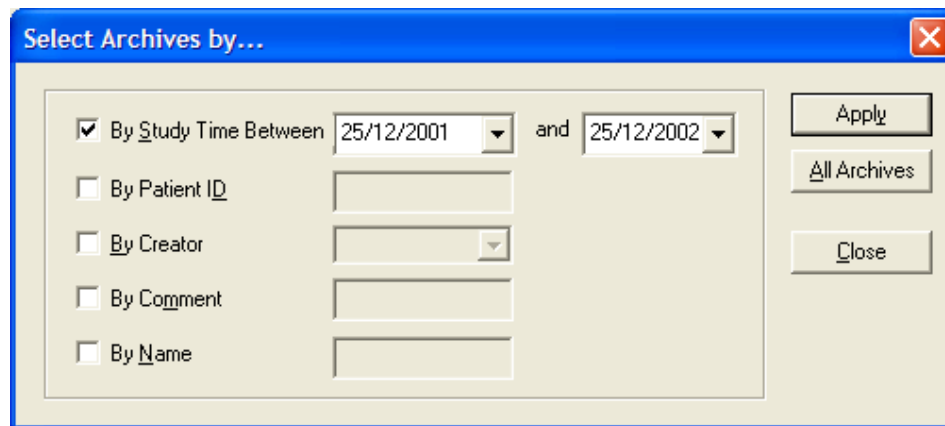 Select Archives by...
By Study Time Between 25/12/2001 and 25/12/2002
Apply
By Patient ID
All Archives
By Creator
Close
By Comment
By Name